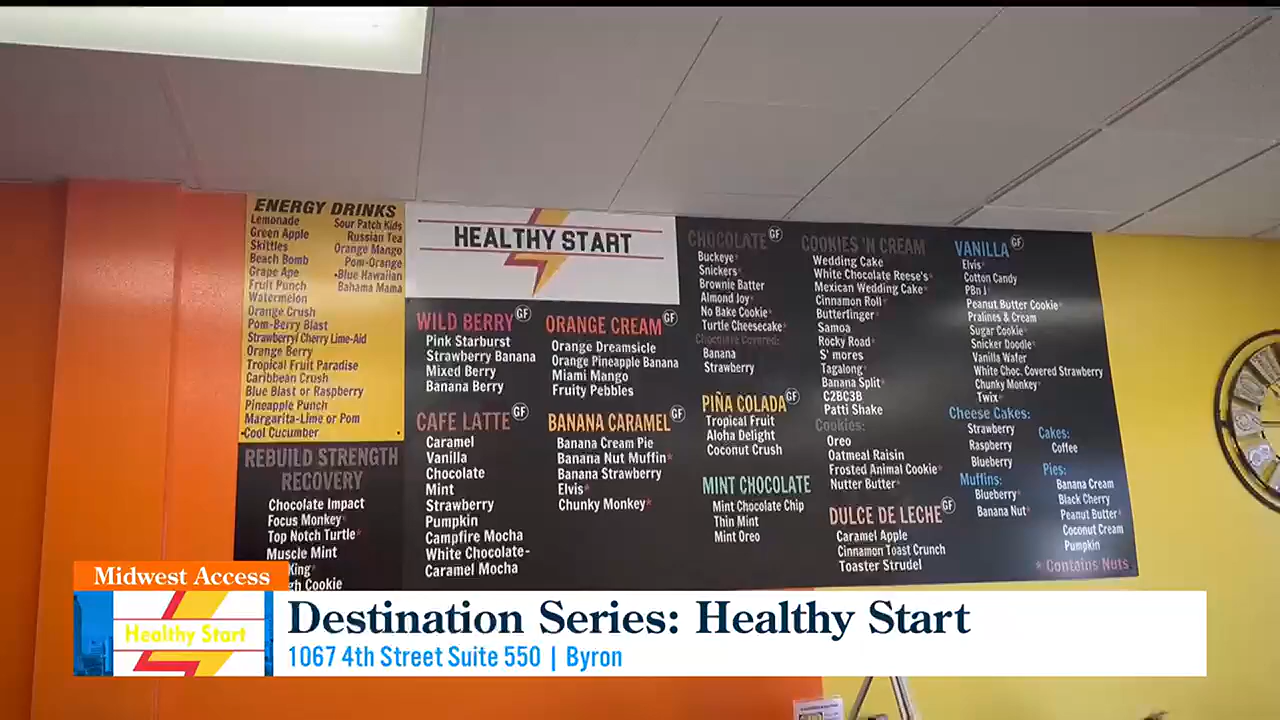 ENERGY DRINKS
Lemonade
Green Apple
Skittles
Beach Bomb
Grape Ape
Fruit Punch
Watermelon
Orange Crush
Pom-Berry Blast
Strawberry/Cherry Lime-Aid
Orange Berry
Tropical Fruit Paradise
Caribbean Crush
Blue Blast or Raspberry
Pineapple Punch
Margarita-Lime or Pom
Cool Cucumber
Sour Patch Kids
Russian Tea
Orange Mango
Pom-Orange
Blue Hawaiian
Bahama Mama
REBUILD STRENGTH
RECOVERY
Chocolate Impact
Focus Monkey*
Top Notch Turtle*
Muscle Mint
King*
Cookie
HEALTHY START
WILD BERRY GF
Pink Starburst
Strawberry Banana
Mixed Berry
Banana Berry
CAFE LATTE GF
Caramel
Vanilla
Chocolate
Mint
Strawberry
Pumpkin
Campfire Mocha
White Chocolate-
Caramel Mocha
ORANGE CREAM GF
Orange Dreamsicle
Orange Pineapple Banana
Miami Mango
Fruity Pebbles
BANANA CARAMEL GF
Banana Cream Pie
Banana Nut Muffin*
Banana Strawberry
Elvis*
Chunky Monkey*
CHOCOLATE GF
Buckeye*
Snickers*
Brownie Batter
Almond Joy*
No Bake Cookie*
Turtle Cheesecake*
Chocolate Covered:
Banana
Strawberry
PIÑA COLADA GF
Tropical Fruit
Aloha Delight
Coconut Crush
MINT CHOCOLATE
Mint Chocolate Chip
Thin Mint
Mint Oreo
COOKIES 'N CREAM
Wedding Cake
White Chocolate Reese's*
Mexican Wedding Cake*
Cinnamon Roll*
Butterfinger*
Samoa
Rocky Road*
S' mores
Tagalong*
Banana Split*
C2BC3B
Patti Shake
Cookies:
Oreo
Oatmeal Raisin
Frosted Animal Cookie*
Nutter Butter*
DULCE DE LECHE GF
Caramel Apple
Cinnamon Toast Crunch
Toaster Strudel
VANILLA GF
Elvis*
Cotton Candy
PBn J*
Peanut Butter Cookie*
Pralines & Cream
Sugar Cookie*
Snicker Doodle*
Vanilla Wafer
White Choc. Covered Strawberry
Chunky Monkey*
Twix*
Cheese Cakes:
Strawberry
Raspberry
Blueberry
Muffins:
Blueberry*
Banana Nut*
Cakes:
Coffee
Pies:
Banana Cream
Black Cherry
Peanut Butter*
Coconut Cream
Pumpkin
* Contains Nuts
Midwest Access
Healthy Start
Destination Series: Healthy Start
1067 4th Street Suite 550 | Byron